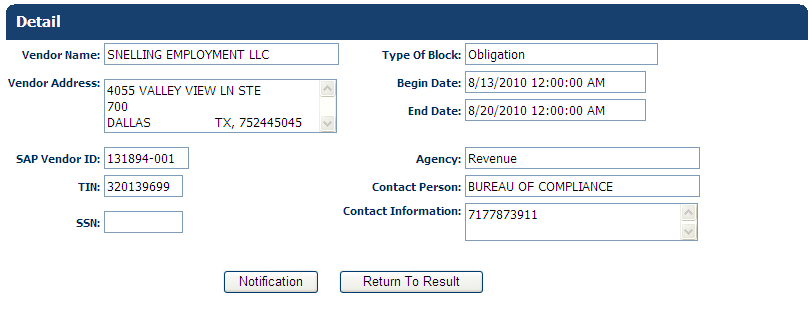 Detail
Vendor Name: SNELLING EMPLOYMENT LLC
Type Of Block: Obligation
Vendor Address: 4055 VALLEY VIEW LN STE
700
DALLAS TX, 752445045
Begin Date: 8/13/2010 12:00:00 AM
End Date: 8/20/2010 12:00:00 AM
SAP Vendor ID: 131894-001
Agency: Revenue
TIN: 320139699
Contact Person: BUREAU OF COMPLIANCE
SSN:
Contact Information: 7177873911
Notification
Return To Result